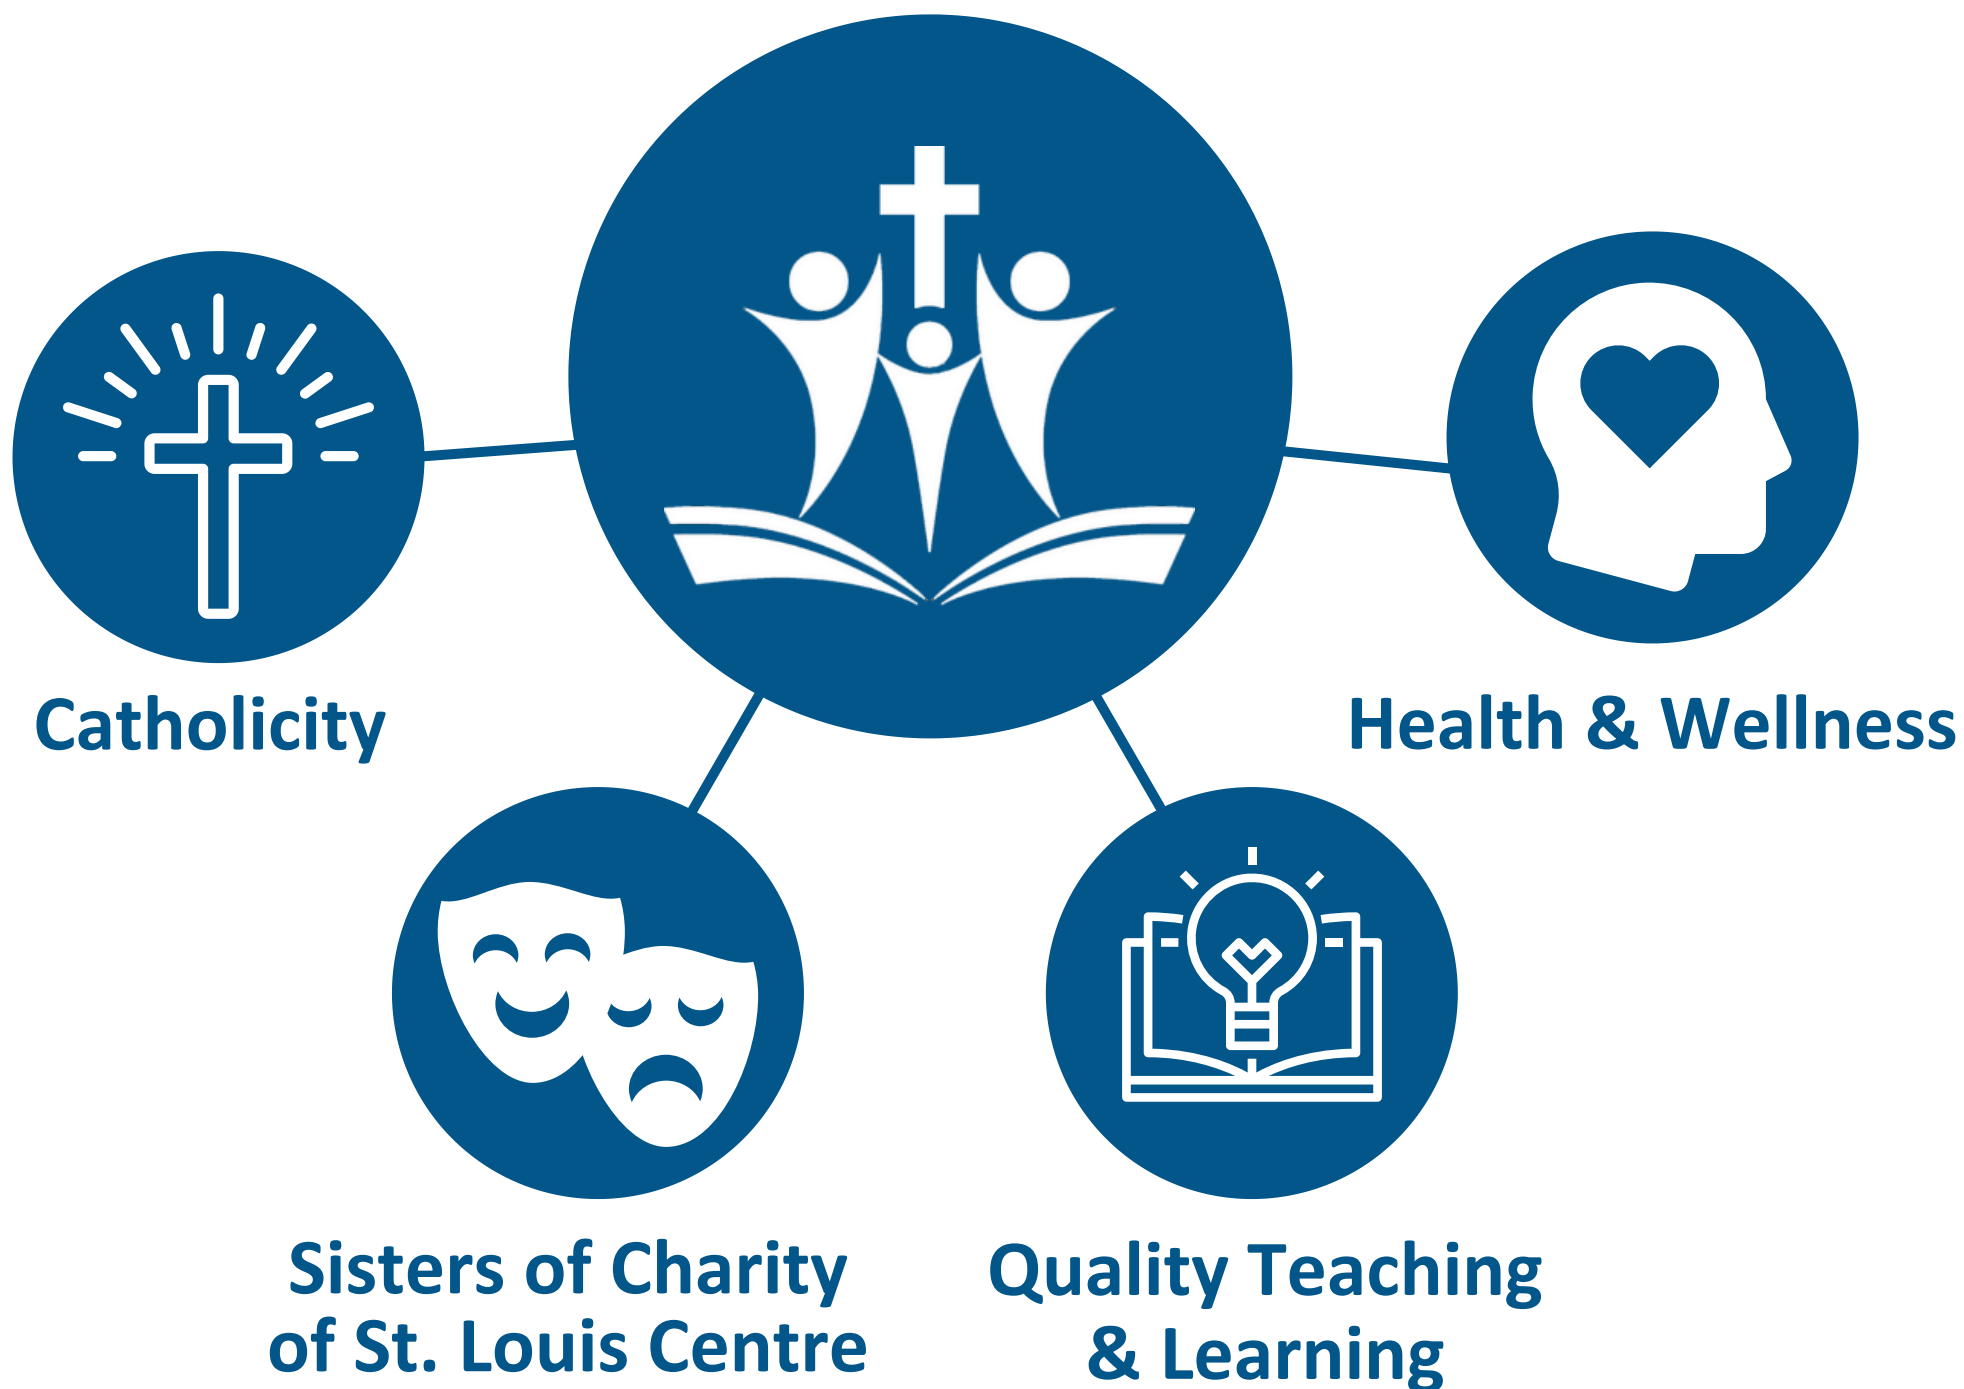 Catholicity
Health & Wellness
Sisters of Charity
of St. Louis Centre
Quality Teaching
& Learning